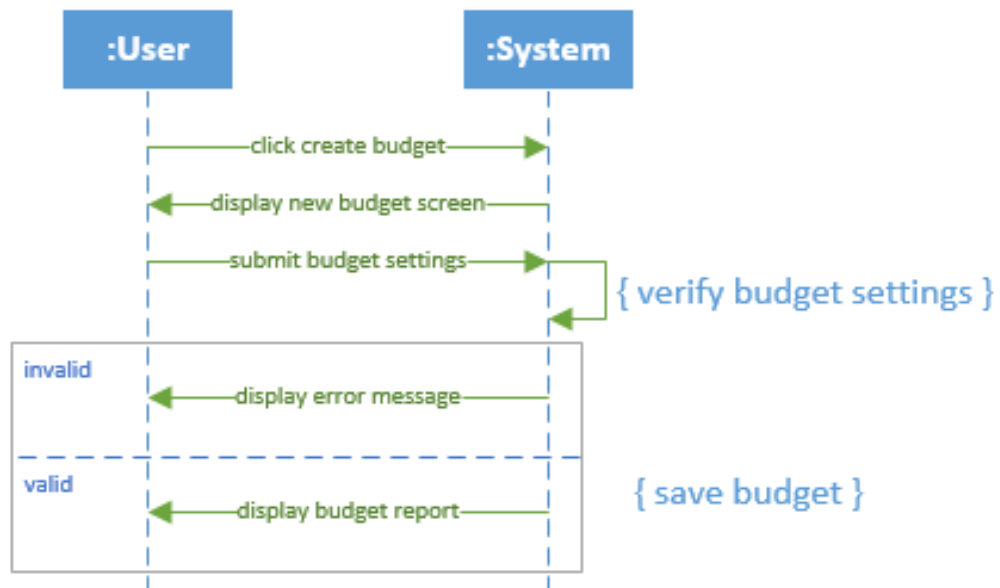 :User
:System
click create budget
display new budget screen
submit budget settings
{ verify budget settings }
invalid
display error message
valid
{ save budget }
display budget report